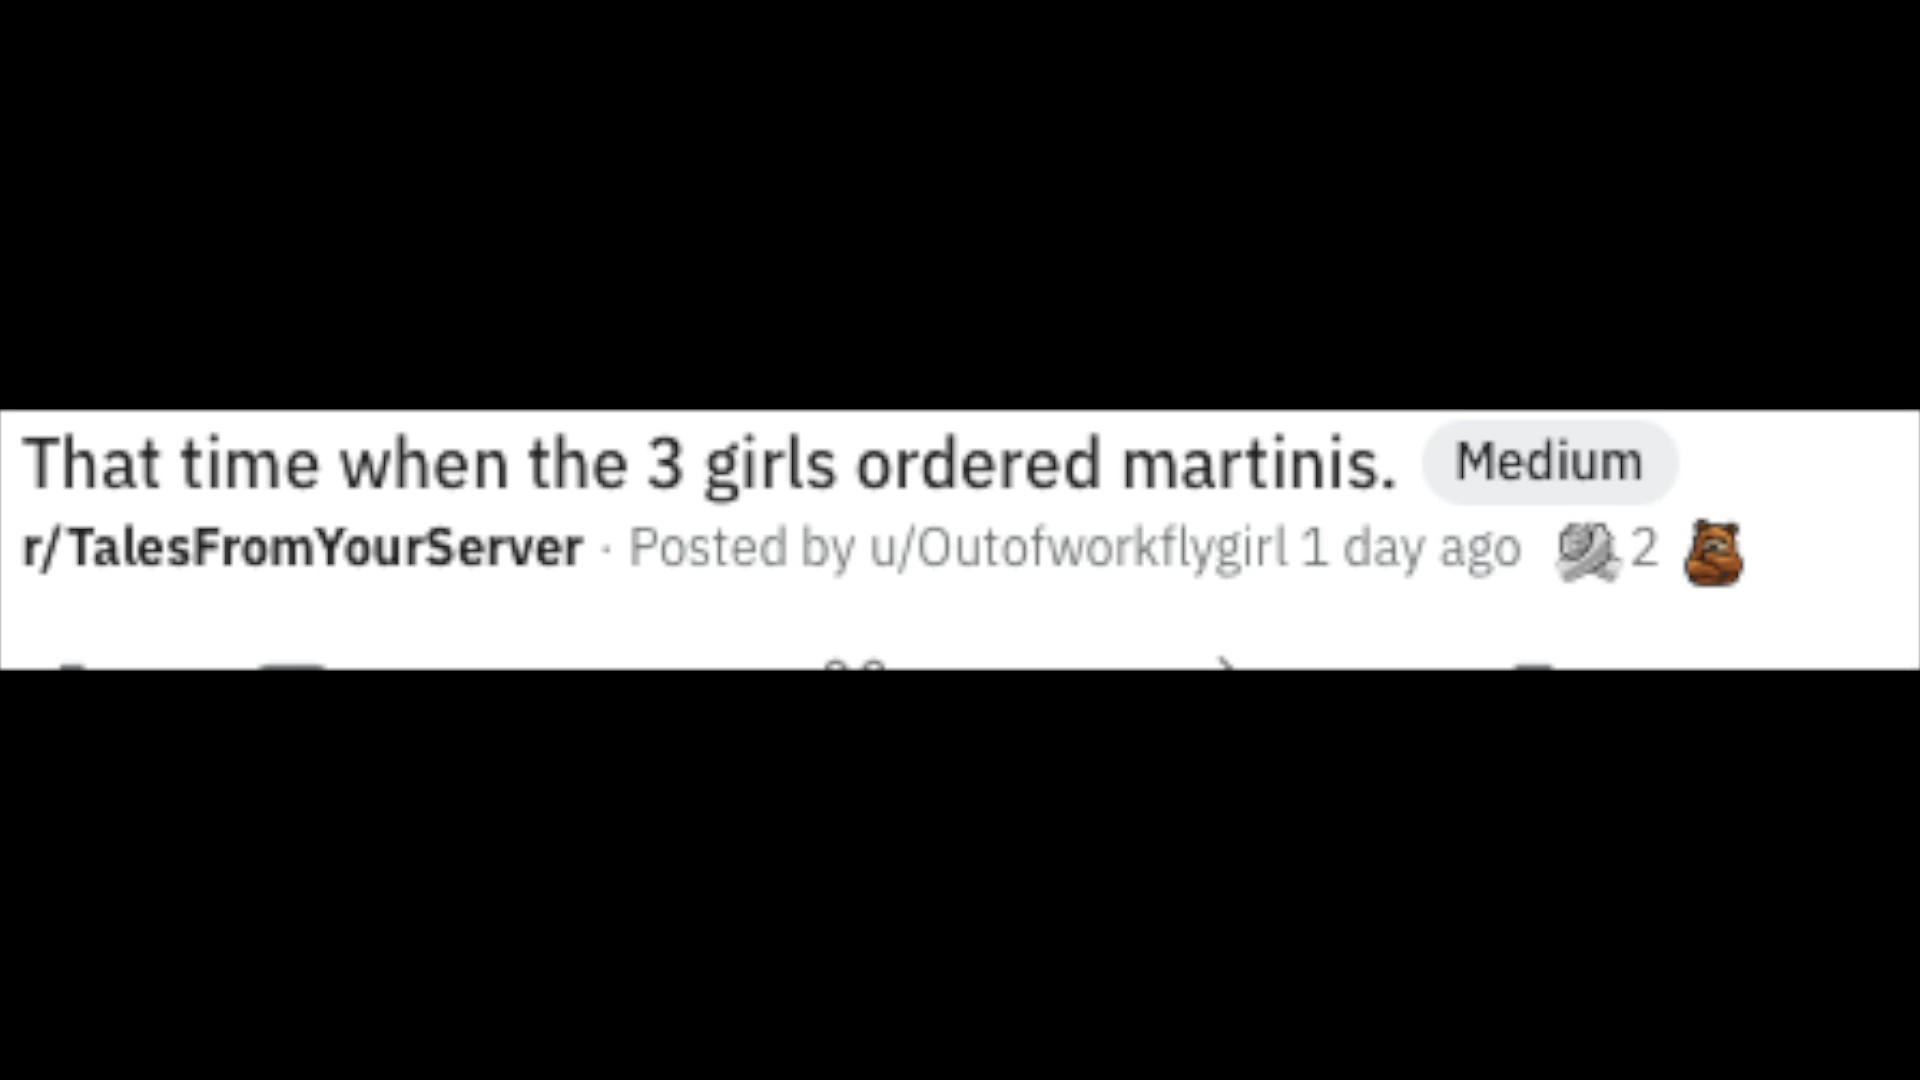 That time when the 3 girls ordered martinis. Medium
r/TalesFromYourServer · Posted by u/Outofworkflygirl 1 day ago 2